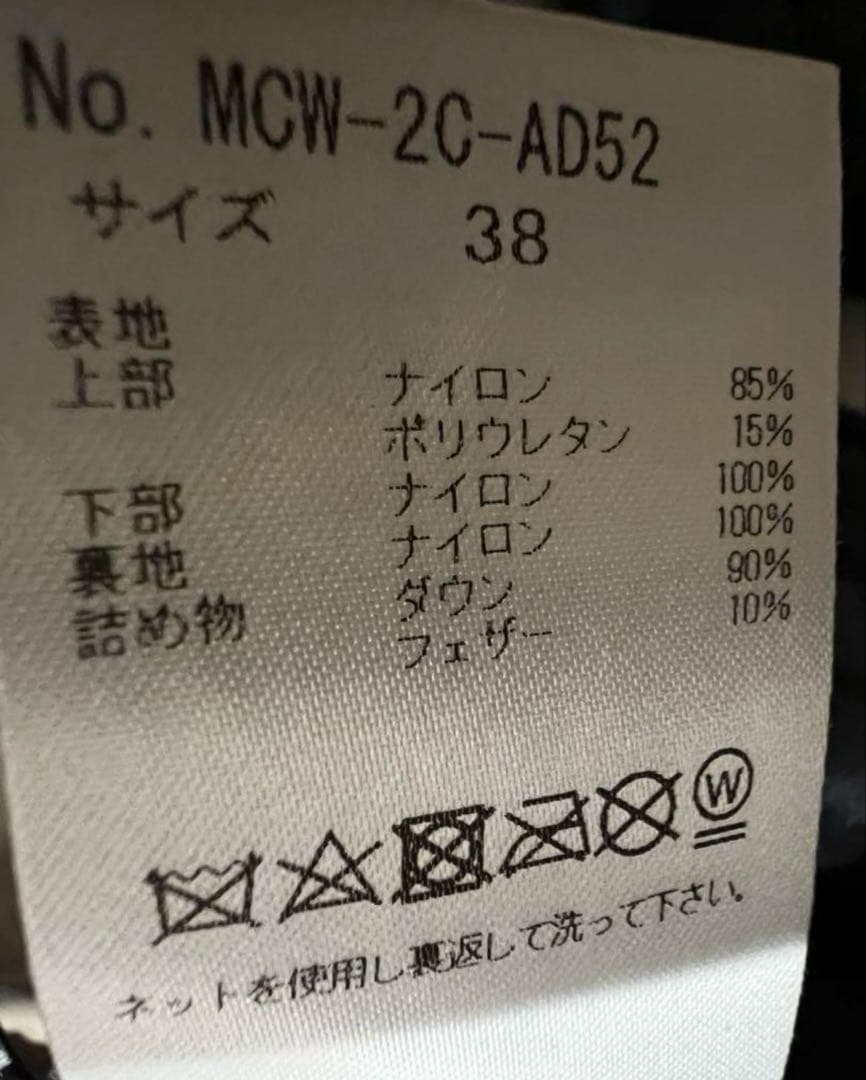 No. MCW-2C-AD52
サイズ 38
表地
上部 ナイロン 85%
ポリウレタン 15%
下部 ナイロン 100%
裏地 ナイロン 100%
詰め物 ダウン 90%
フェザー 10%
W
ネットを使用し裏返して洗って下さい。